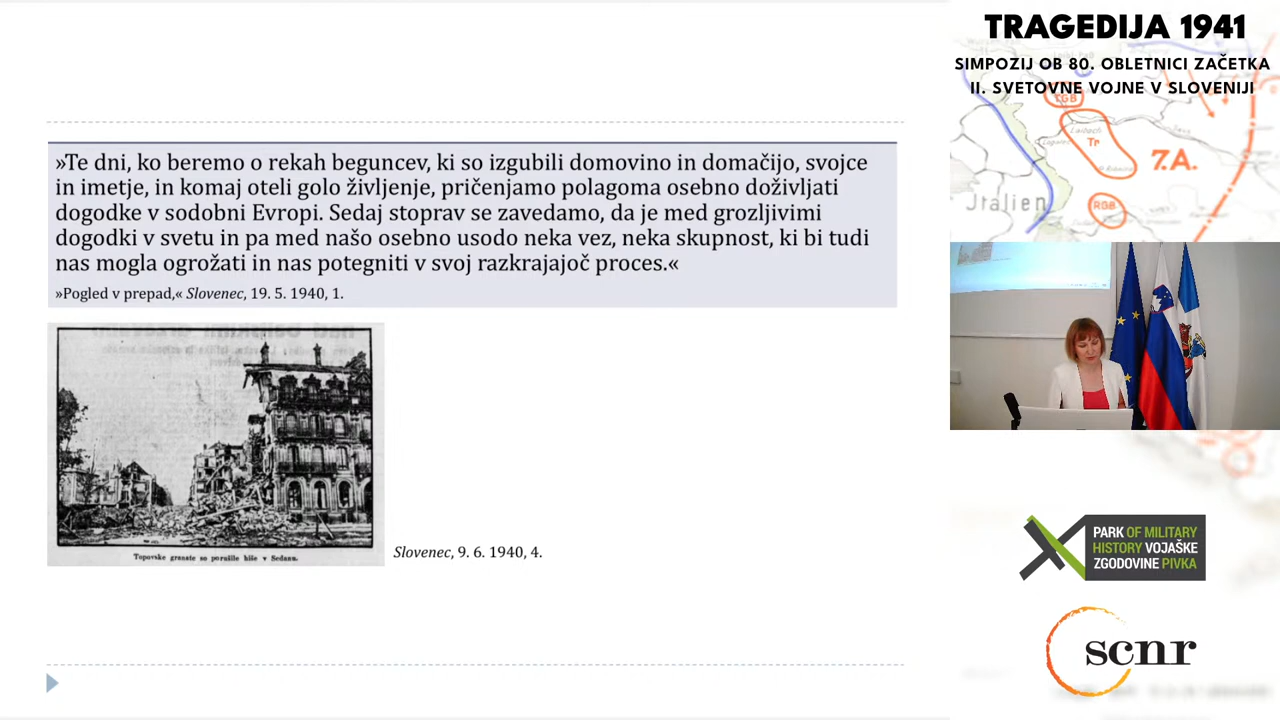 »Te dni, ko beremo o rekah beguncev, ki so izgubili domovino in domačijo, svojce
in imetje, in komaj oteli golo življenje, pričenjamo polagoma osebno doživljati
dogodke v sodobni Evropi. Sedaj stoprav se zavedamo, da je med grozljivimi
dogodki v svetu in pa med našo osebno usodo neka vez, neka skupnost, ki bi tudi
nas mogla ogrožati in nas potegniti v svoj razkrajajoč proces.«
»Pogled v prepad,« Slovenec, 19. 5. 1940, 1.
Topovske granate so porušile hiše v Sedanu.
Slovenec, 9. 6. 1940, 4.
TRAGEDIJA 1941
SIMPOZIJ OB 80. OBLETNICI ZAČETKA
II. SVETOVNE VOJNE V SLOVENIJI
TGB
Laibach
Tr
7.A.
Jtalien
RGB
PARK OF MILITARY
HISTORY VOJAŠKE
ZGODOVINE PIVKA
scnr